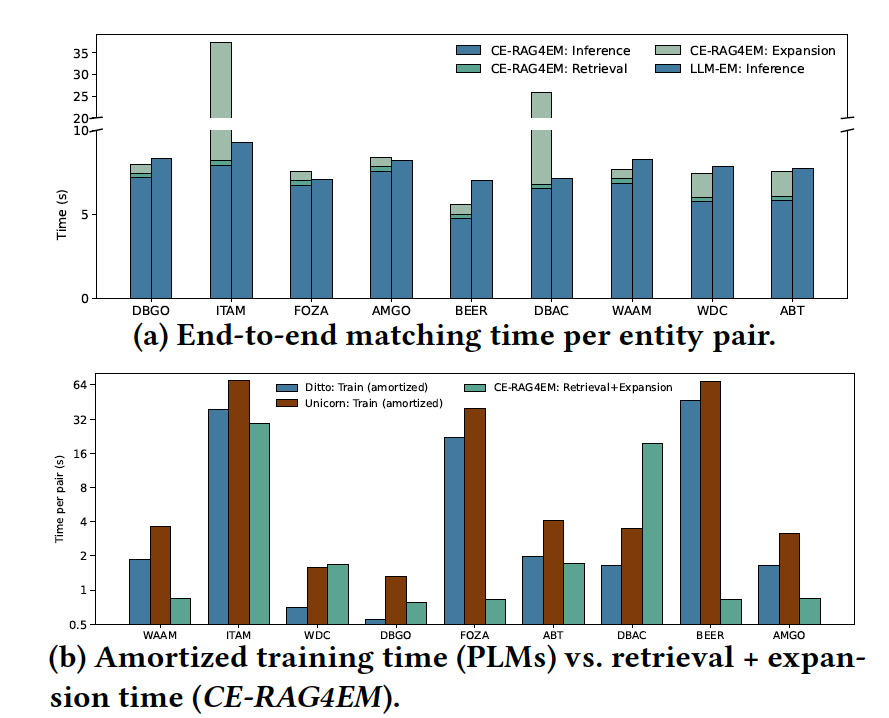 CE-RAG4EM: Inference
CE-RAG4EM: Retrieval
CE-RAG4EM: Expansion
LLM-EM: Inference
Time (s)
35
30
25
20
10
5
0
DBGO ITAM FOZA AMGO BEER DBAC WAAM WDC ABT
(a) End-to-end matching time per entity pair.
Ditto: Train (amortized)
Unicorn: Train (amortized)
CE-RAG4EM: Retrieval+Expansion
Time per pair (s)
64
32
16
8
4
2
1
0.5
WAAM ITAM WDC DBGO FOZA ABT DBAC BEER AMGO
(b) Amortized training time (PLMs) vs. retrieval + expan-
sion time (CE-RAG4EM).